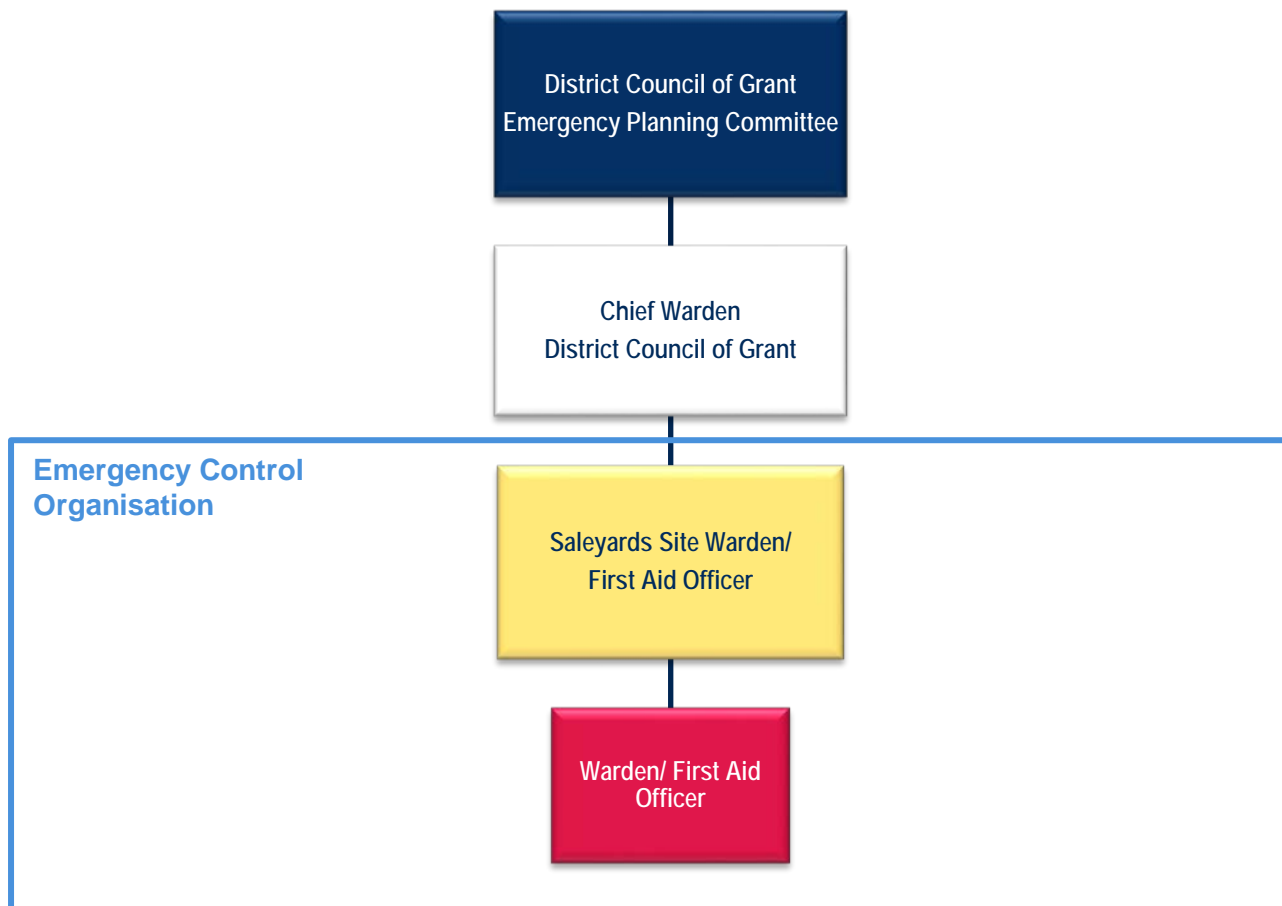 District Council of Grant
Emergency Planning Committee
Chief Warden
District Council of Grant
Emergency Control
Organisation
Saleyards Site Warden/
First Aid Officer
Warden/ First Aid
Officer